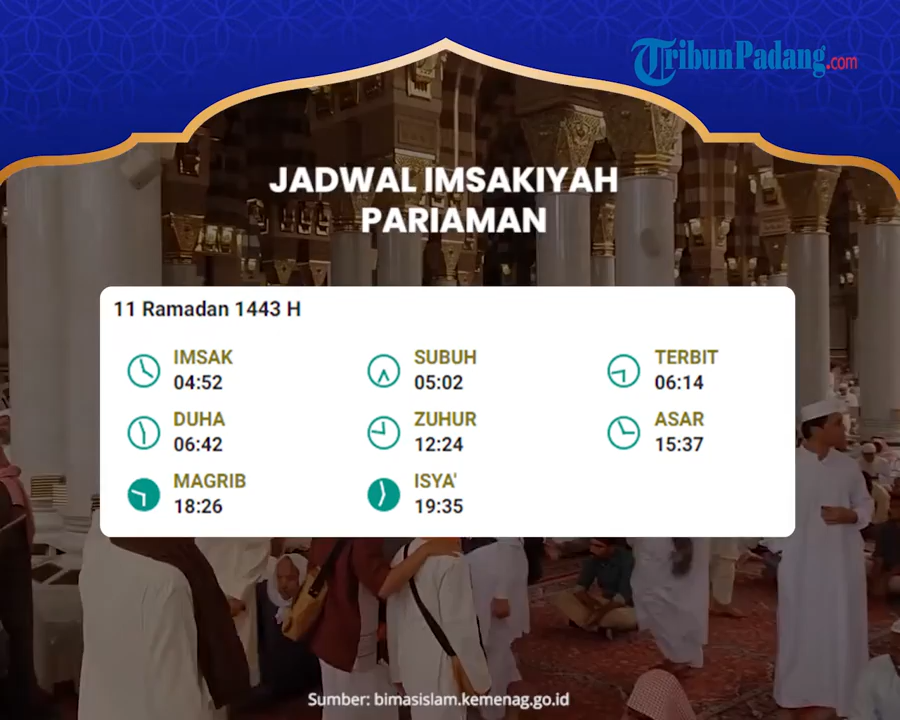 TribunPadang.com
JADWAL IMSAKIYAH
PARIAMAN
11 Ramadan 1443 H
IMSAK
04:52
SUBUH
05:02
TERBIT
06:14
DUHA
06:42
ZUHUR
12:24
ASAR
15:37
MAGRIB
18:26
ISYA'
19:35
Sumber: bimasislam.kemenag.go.id